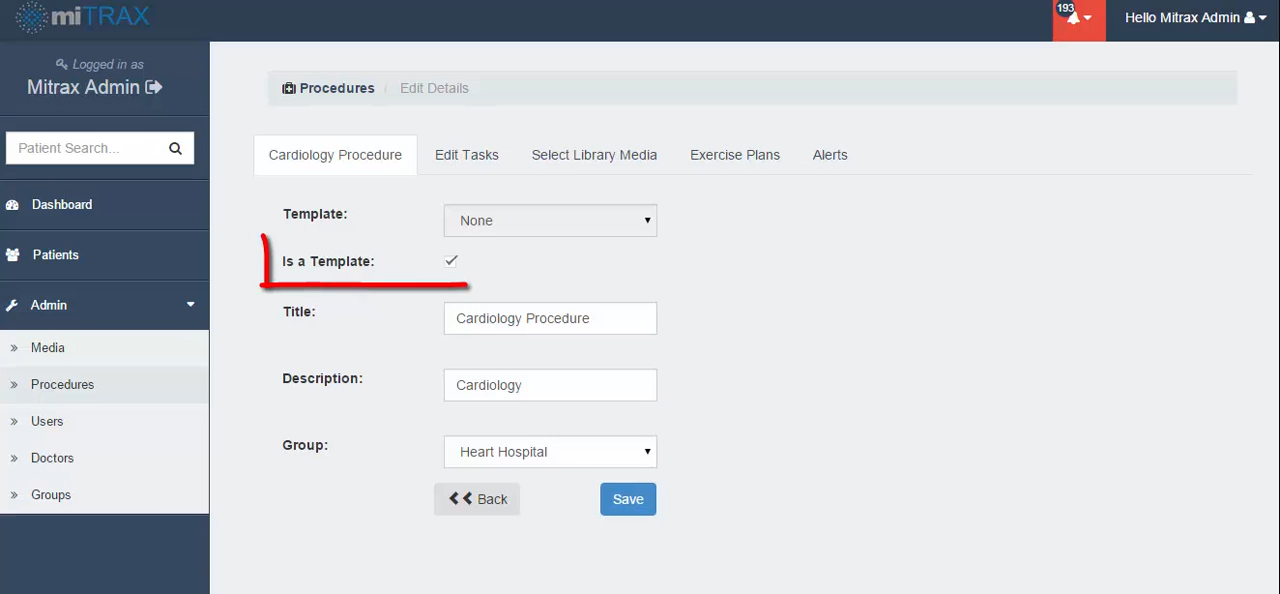 miTRAX
193
Hello Mitrax Admin
Logged in as
Mitrax Admin
Patient Search...
Dashboard
Patients
Admin
Media
Procedures
Users
Doctors
Groups
Procedures / Edit Details
Cardiology Procedure Edit Tasks Select Library Media Exercise Plans Alerts
Template: None
Is a Template:
Title: Cardiology Procedure
Description: Cardiology
Group: Heart Hospital
Back Save